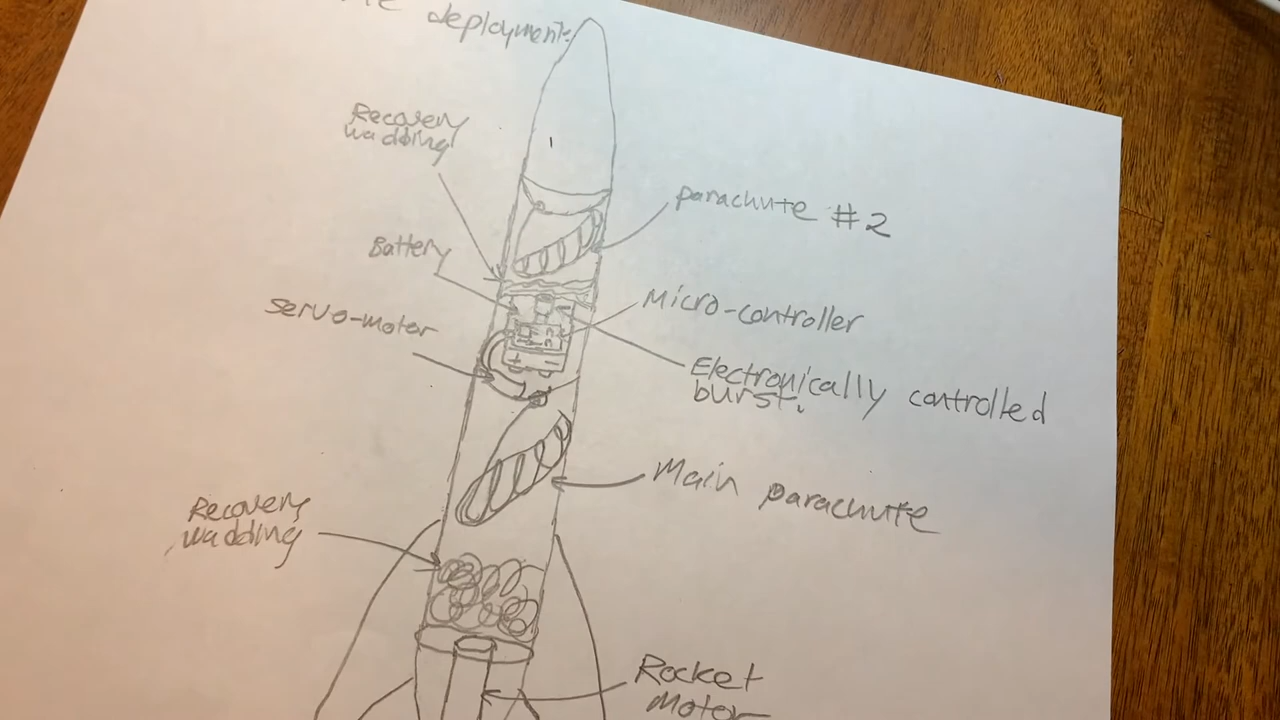 deployment
Recovery
wadding
parachute #2
Battery
Micro-controller
Servo-motor
Electronically controlled
burst.
Main parachute
Recovery
wadding
Rocket
Motor